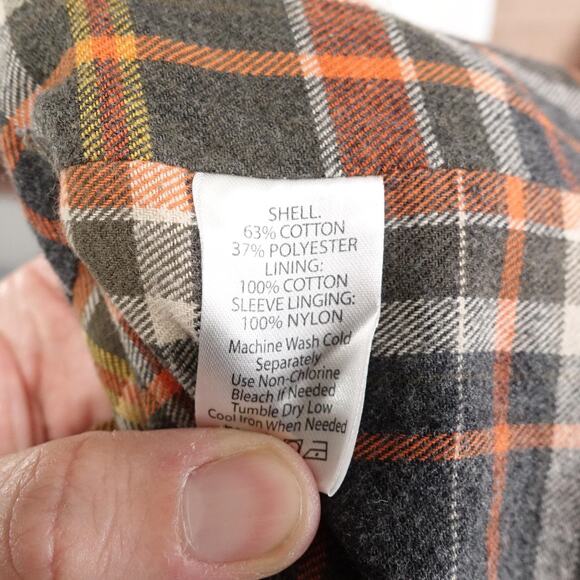 SHELL.
63% COTTON
37% POLYESTER
LINING:
100% COTTON
SLEEVE LINGING:
100% NYLON
Machine Wash Cold
Separately
Use Non-Chlorine
Bleach If Needed
Tumble Dry Low
Cool Iron When Needed